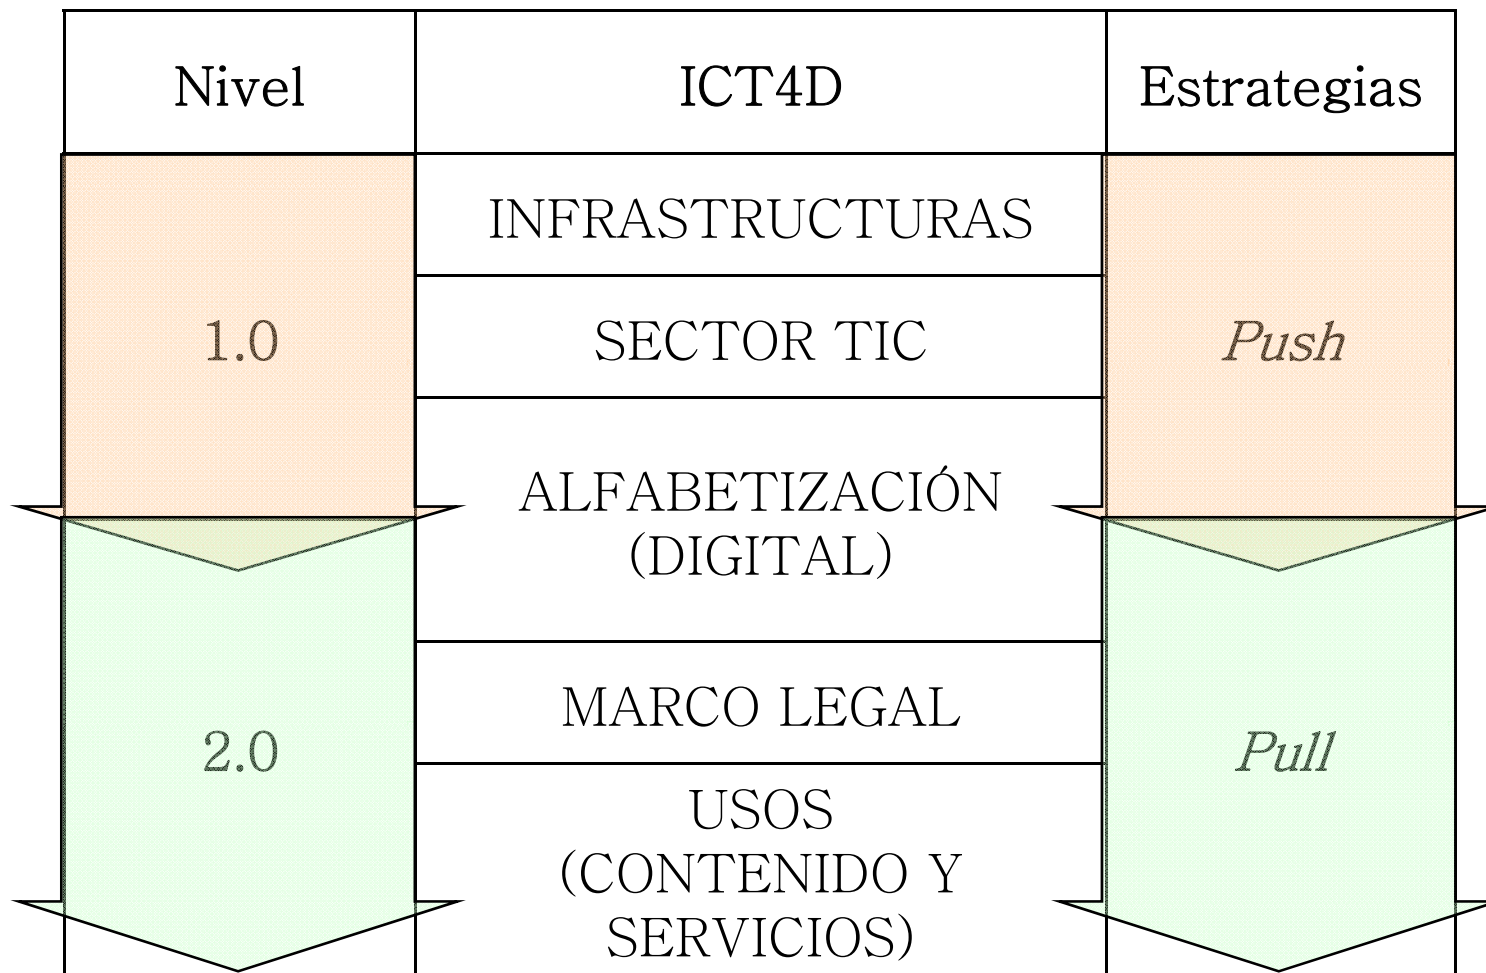 Nivel ICT4D Estrategias
INFRASTRUCTURAS
1.0 SECTOR TIC Push
ALFABETIZACIÓN
(DIGITAL)
MARCO LEGAL
2.0 Pull
USOS
(CONTENIDO Y
SERVICIOS)